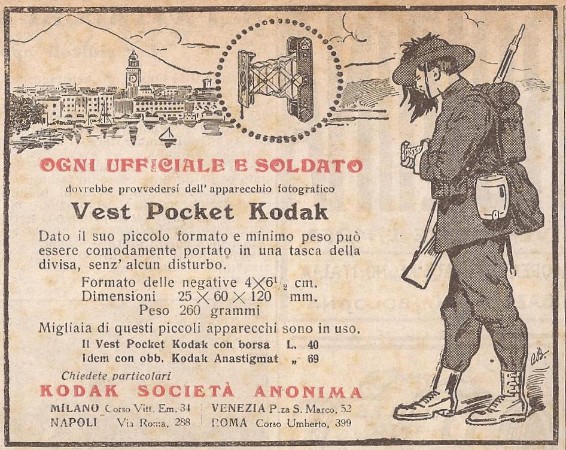 OGNI UFFICIALE E SOLDATO
dovrebbe provvedersi dell'apparecchio fotografico
Vest Pocket Kodak
Dato il suo piccolo formato e minimo peso può
essere comodamente portato in una tasca della
divisa, senz'alcun disturbo.
Formato delle negative 4×6 1/2 cm.
Dimensioni 25 × 60 × 120 mm.
Peso 260 grammi
Migliaia di questi piccoli apparecchi sono in uso.
Il Vest Pocket Kodak con borsa L. 40
Idem con obb. Kodak Anastigmat „ 69
Chiedete particolari
KODAK SOCIETÀ ANONIMA
MILANO Corso Vitt. Em. 34 VENEZIA P.za S. Marco, 52
NAPOLI Via Roma, 288 ROMA Corso Umberto, 399